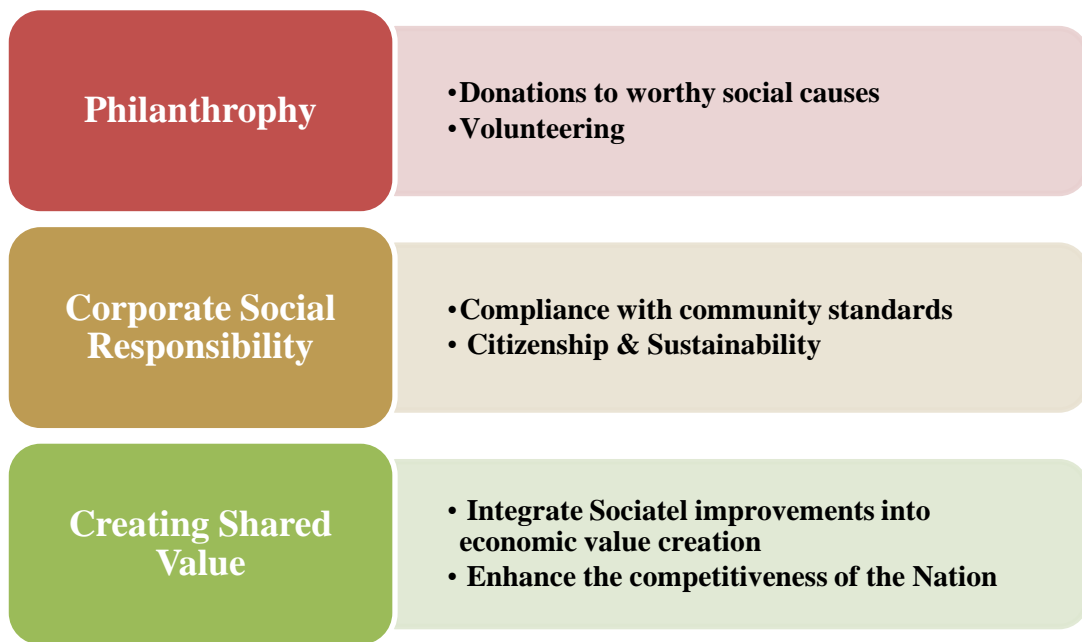 Philanthrophy
•Donations to worthy social causes
•Volunteering
Corporate Social
Responsibility
•Compliance with community standards
• Citizenship & Sustainability
Creating Shared
Value
• Integrate Sociatel improvements into
economic value creation
• Enhance the competitiveness of the Nation